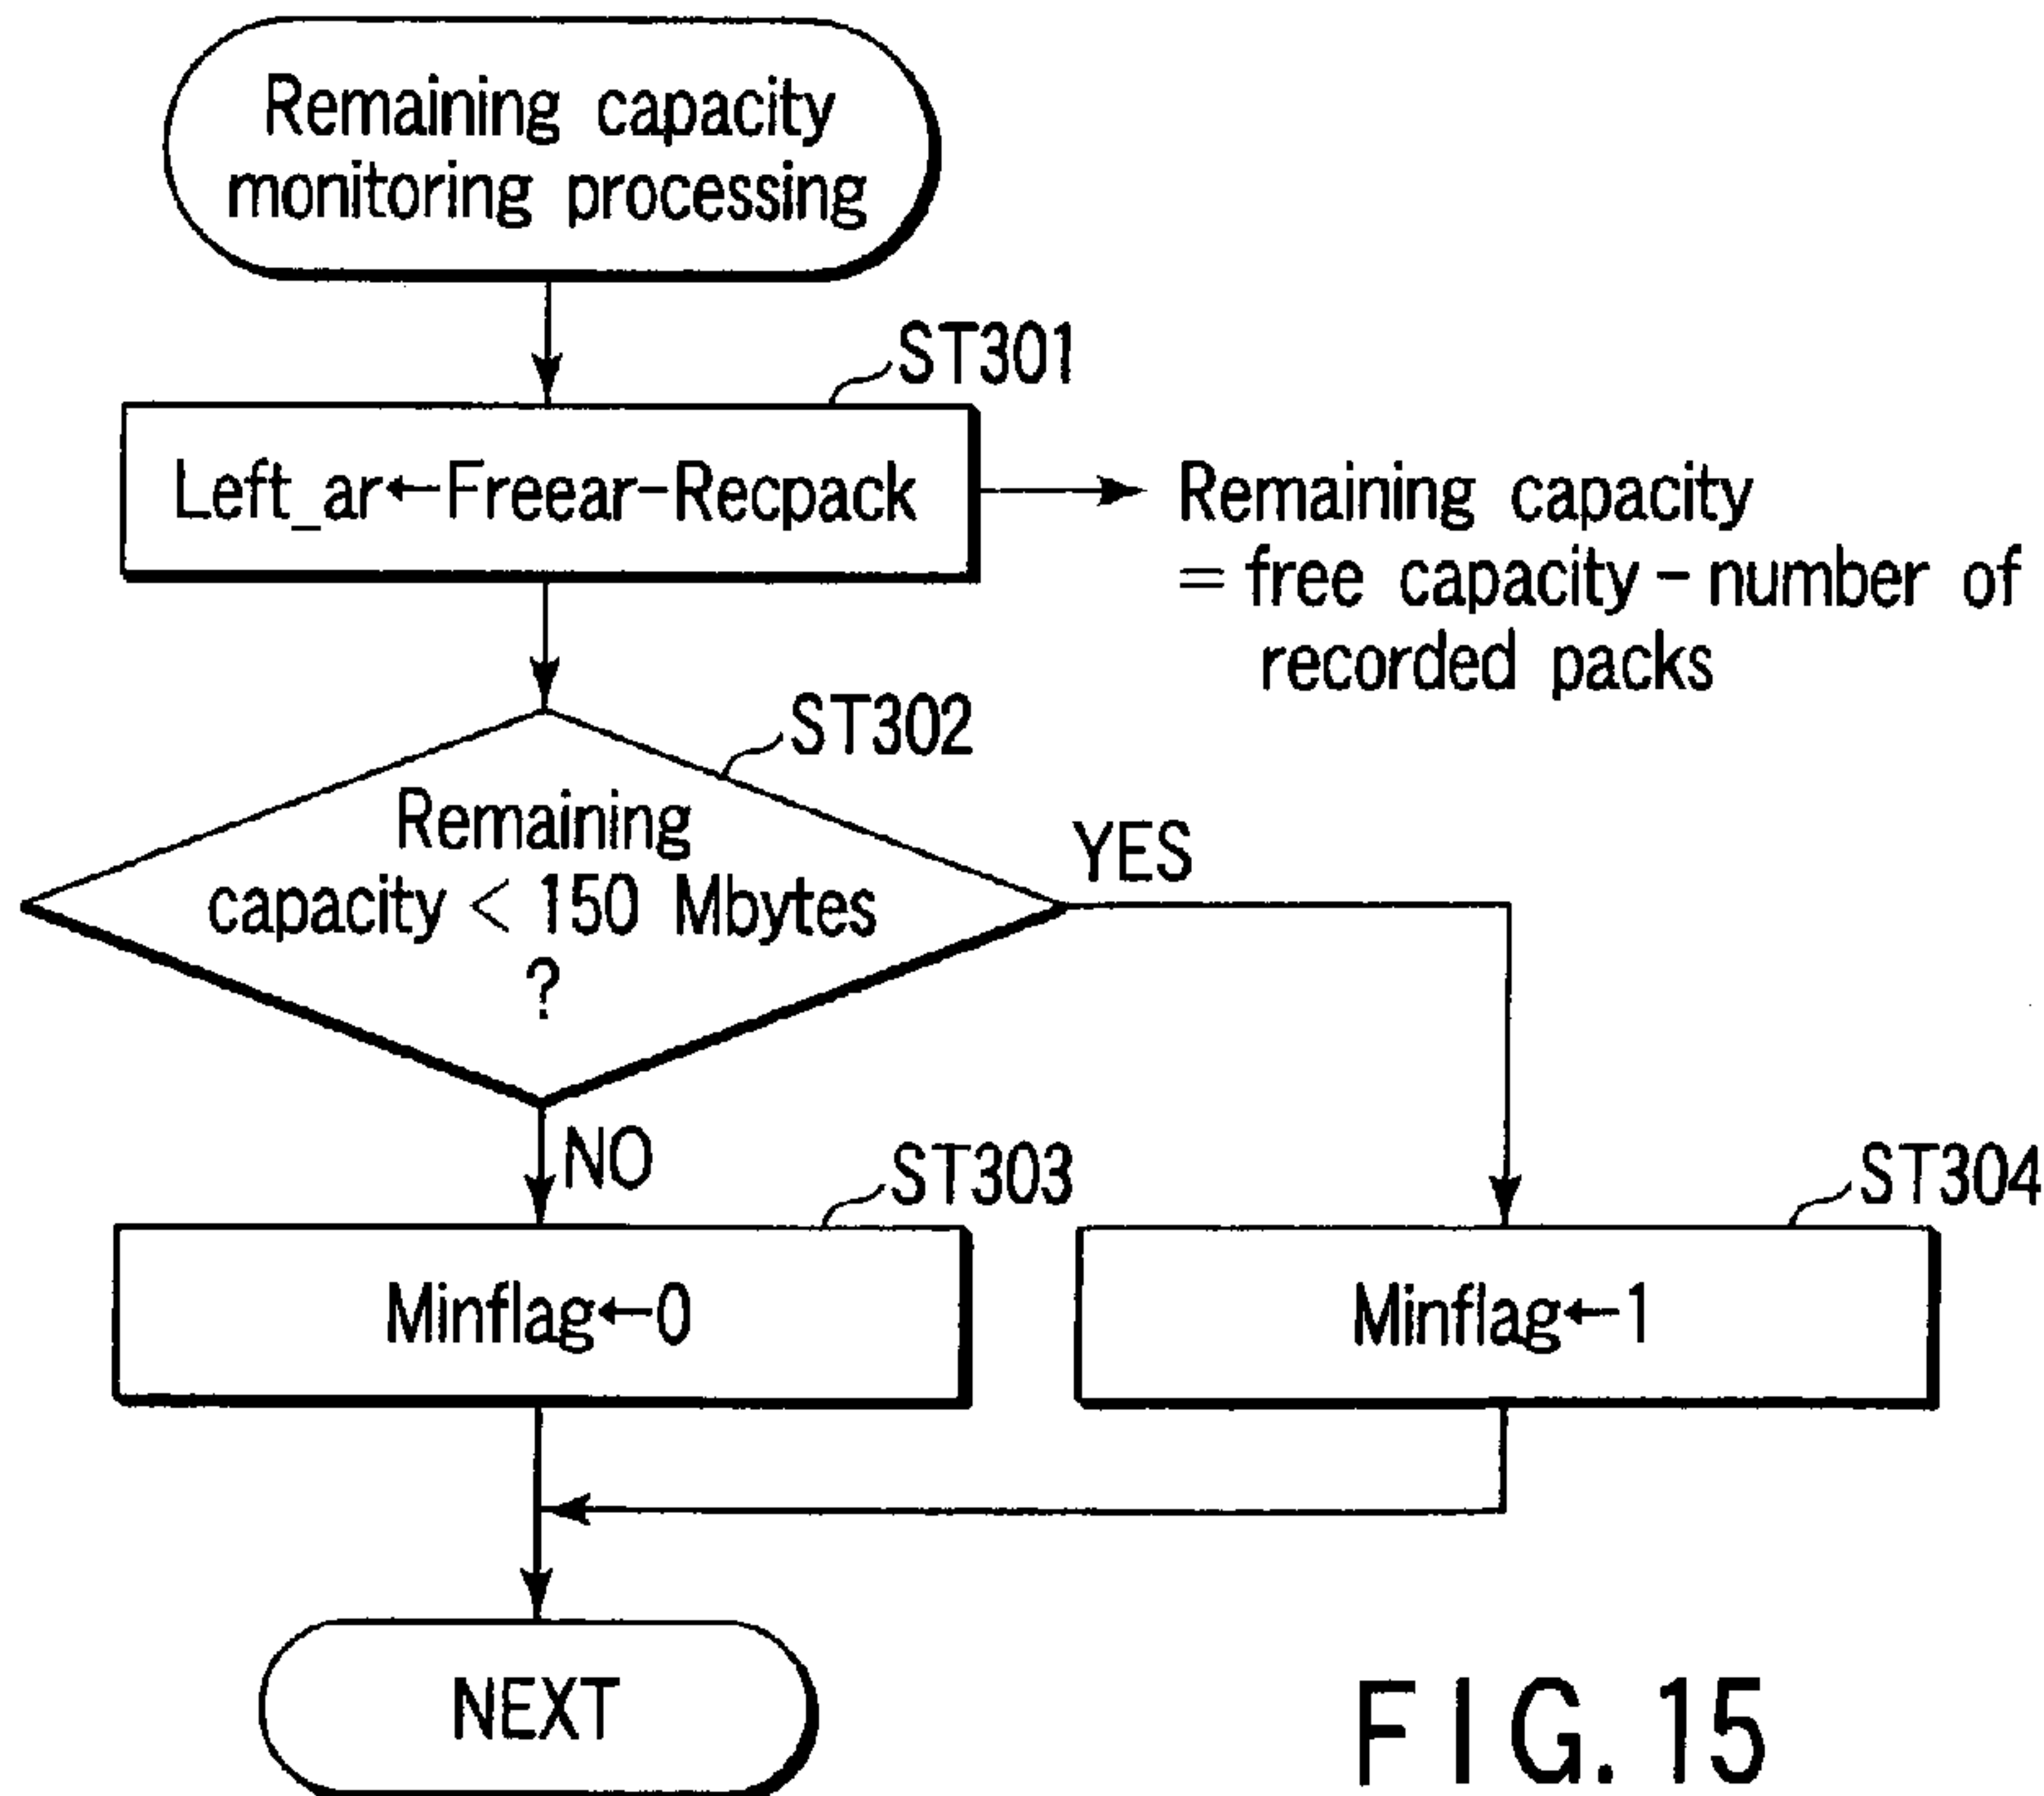 Remaining capacity
monitoring processing
ST301
Left_ar←Freear-Recpack
Remaining capacity
= free capacity - number of
recorded packs
ST302
Remaining
capacity < 150 Mbytes
?
YES
NO
ST303
ST304
Minflag←0
Minflag←1
NEXT
FIG. 15